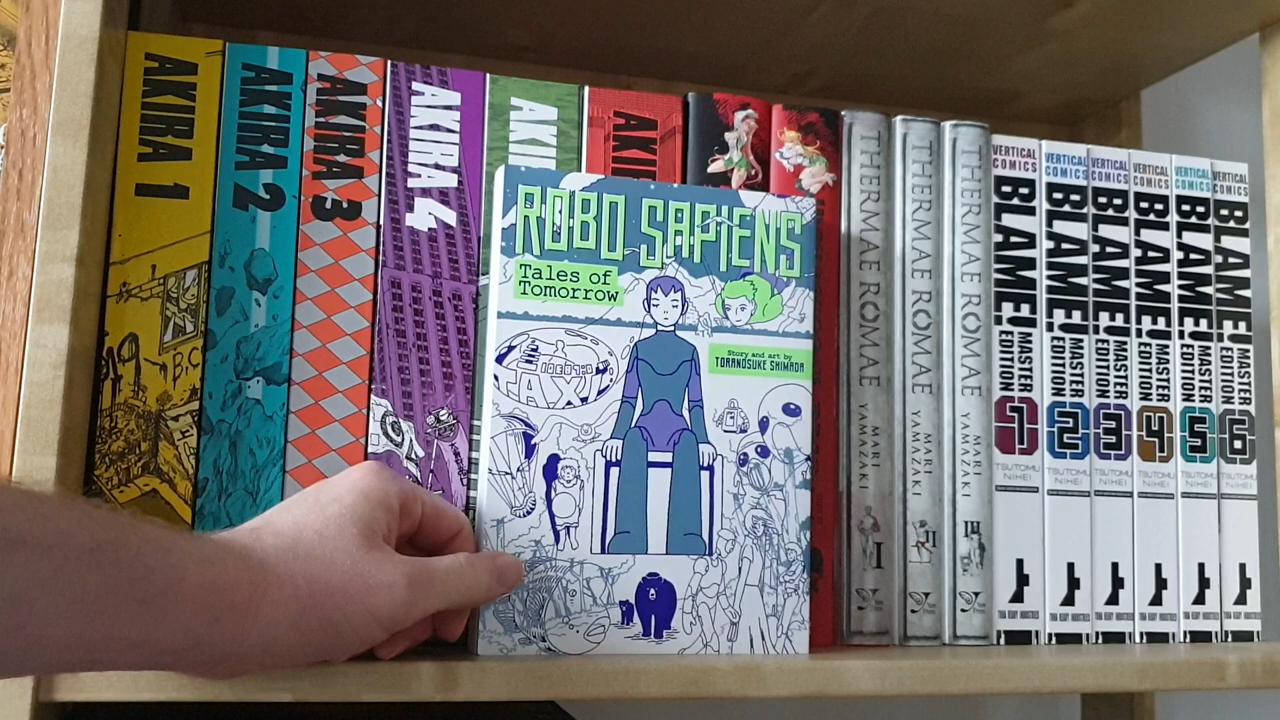 AKIRA 1
AKIRA 2
AKIRA 3
AKIRA 4
AKI
AKI
ROBO SAPIENS
Tales of
Tomorrow
Story and art by
TORANOSUKE SHIMADA
TAXI
B.C
THERMAE ROMAE MARI YAMAZAKI I
THERMAE ROMAE MARI YAMAZAKI II
THERMAE ROMAE MARI YAMAZAKI III
VERTICAL
COMICS
BLAME!
MASTER
EDITION
1
TSUTOMU
NIHEI
VERTICAL
COMICS
BLAME!
MASTER
EDITION
2
TSUTOMU
NIHEI
VERTICAL
COMICS
BLAME!
MASTER
EDITION
3
TSUTOMU
NIHEI
VERTICAL
COMICS
BLAME!
MASTER
EDITION
4
TSUTOMU
NIHEI
VERTICAL
COMICS
BLAME!
MASTER
EDITION
5
TSUTOMU
NIHEI
VERTICAL
COMICS
BLAME!
MASTER
EDITION
6
TSUTOMU
NIHEI